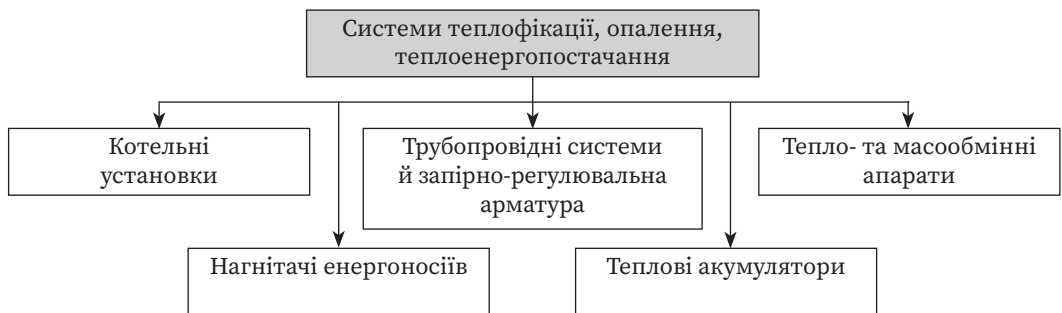 Системи теплофікації, опалення,
теплоенергопостачання
Котельні
установки
Трубопровідні системи
й запірно-регулювальна
арматура
Тепло- та масообмінні
апарати
Нагнітачі енергоносіїв
Теплові акумулятори